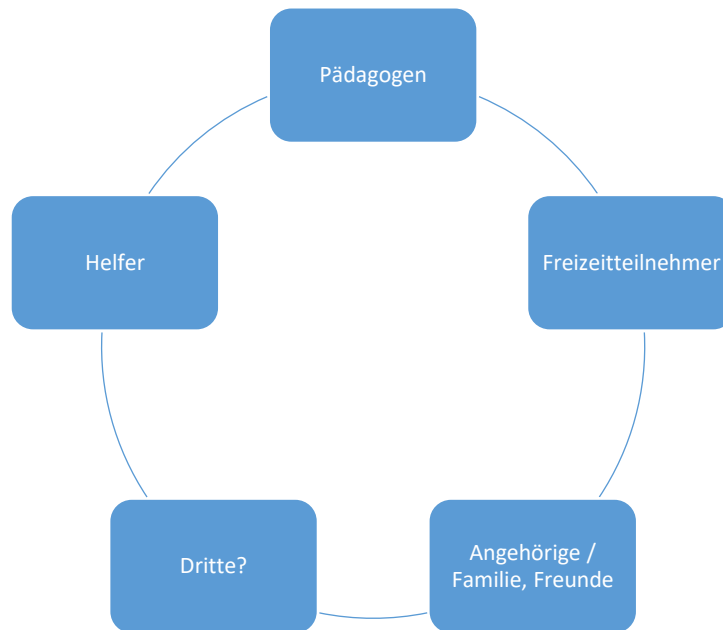 Pädagogen
Helfer
Freizeitteilnehmer
Dritte?
Angehörige /
Familie, Freunde